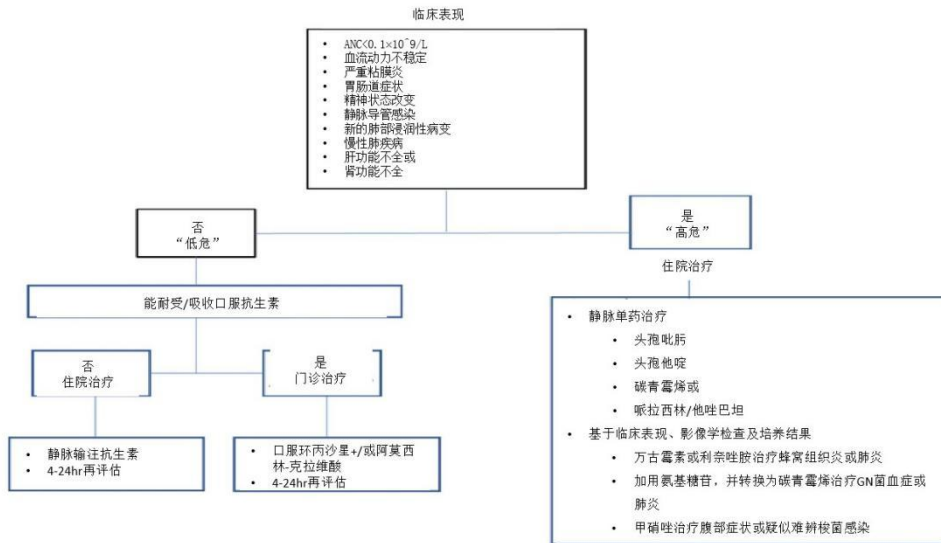 临床表现
• ANC<0.1×10^9/L
• 血流动力不稳定
• 严重粘膜炎
• 胃肠道症状
• 精神状态改变
• 静脉导管感染
• 新的肺部浸润性病变
• 慢性肺疾病
• 肝功能不全或
• 肾功能不全
否
“低危”
是
“高危”
住院治疗
能耐受/吸收口服抗生素
否
住院治疗
是
门诊治疗
• 静脉输注抗生素
• 4-24hr再评估
• 口服环丙沙星+/或阿莫西
林-克拉维酸
• 4-24hr再评估
• 静脉单药治疗
• 头孢吡肟
• 头孢他啶
• 碳青霉烯或
• 哌拉西林/他唑巴坦
• 基于临床表现、影像学检查及培养结果
• 万古霉素或利奈唑胺治疗蜂窝组织炎或肺炎
• 加用氨基糖苷，并转换为碳青霉烯治疗GN菌血症或
肺炎
• 甲硝唑治疗腹部症状或疑似难辨梭菌感染